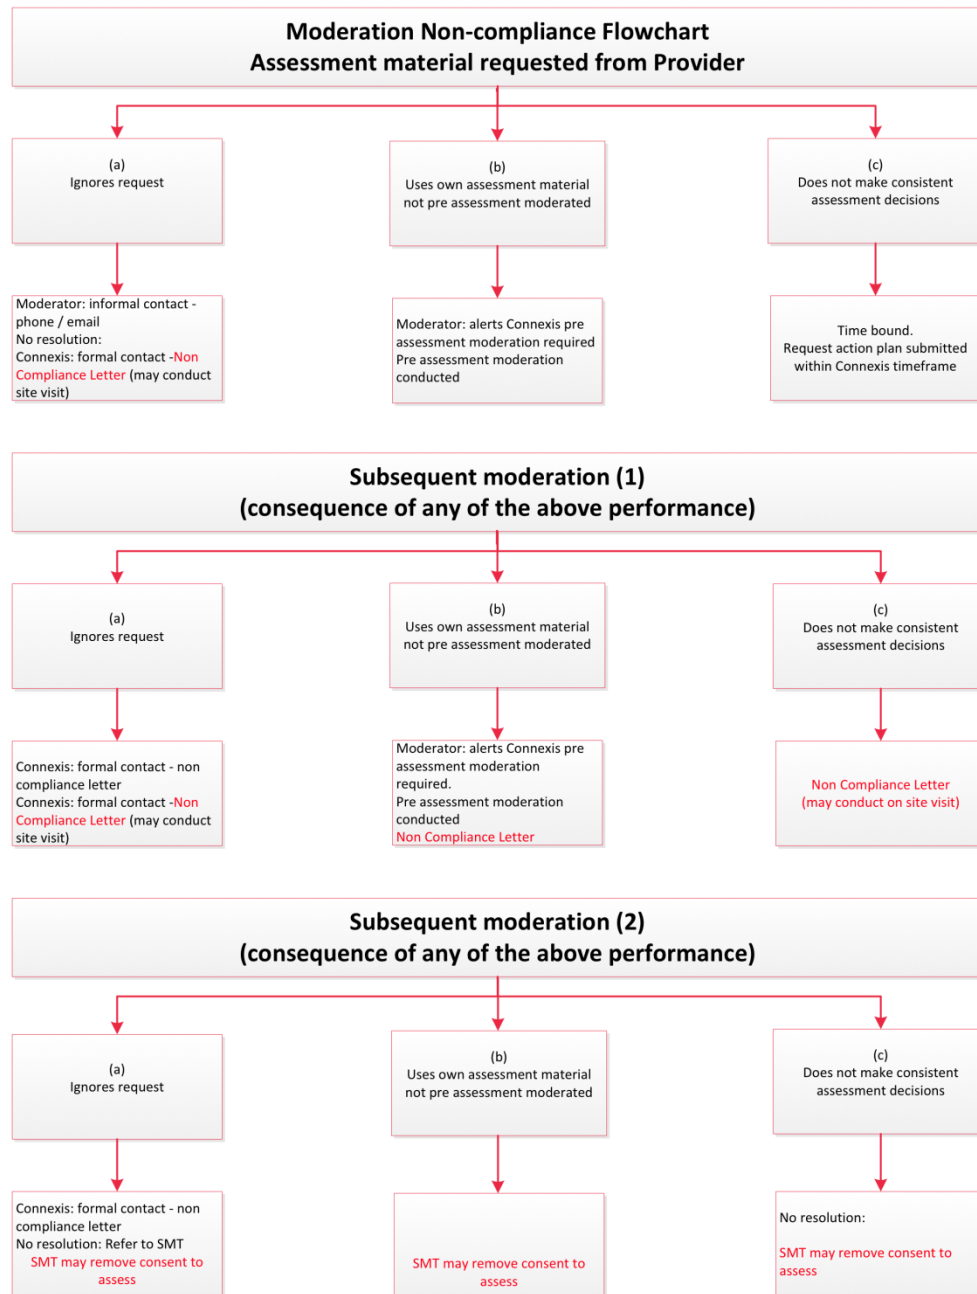 Moderation Non-compliance Flowchart
Assessment material requested from Provider
(a)
Ignores request
(b)
Uses own assessment material
not pre assessment moderated
(c)
Does not make consistent
assessment decisions
Moderator: informal contact -
phone / email
No resolution:
Connexis: formal contact -Non
Compliance Letter (may conduct
site visit)
Moderator: alerts Connexis pre
assessment moderation required
Pre assessment moderation
conducted
Time bound.
Request action plan submitted
within Connexis timeframe
Subsequent moderation (1)
(consequence of any of the above performance)
(a)
Ignores request
(b)
Uses own assessment material
not pre assessment moderated
(c)
Does not make consistent
assessment decisions
Connexis: formal contact - non
compliance letter
Connexis: formal contact -Non
Compliance Letter (may conduct
site visit)
Moderator: alerts Connexis pre
assessment moderation
required.
Pre assessment moderation
conducted
Non Compliance Letter
Non Compliance Letter
(may conduct on site visit)
Subsequent moderation (2)
(consequence of any of the above performance)
(a)
Ignores request
(b)
Uses own assessment material
not pre assessment moderated
(c)
Does not make consistent
assessment decisions
Connexis: formal contact - non
compliance letter
No resolution: Refer to SMT
SMT may remove consent to
assess
SMT may remove consent to
assess
No resolution:
SMT may remove consent to
assess